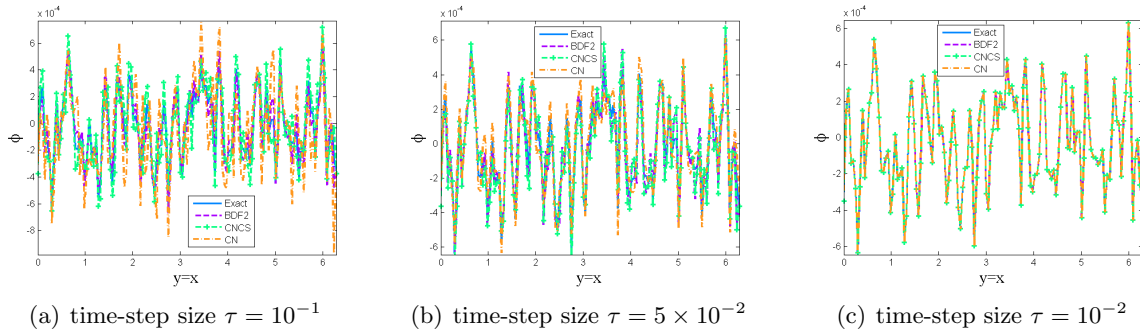 ×10⁻⁴
6
4
2
0
-2
-4
-6
-8
ϕ
0 1 2 3 4 5 6
y=x
Exact
BDF2
CNCS
CN
(a) time-step size τ = 10⁻¹
×10⁻⁴
6
4
2
0
-2
-4
-6
ϕ
0 1 2 3 4 5 6
y=x
Exact
BDF2
CNCS
CN
(b) time-step size τ = 5 × 10⁻²
×10⁻⁴
6
4
2
0
-2
-4
-6
ϕ
0 1 2 3 4 5 6
y=x
Exact
BDF2
CNCS
CN
(c) time-step size τ = 10⁻²